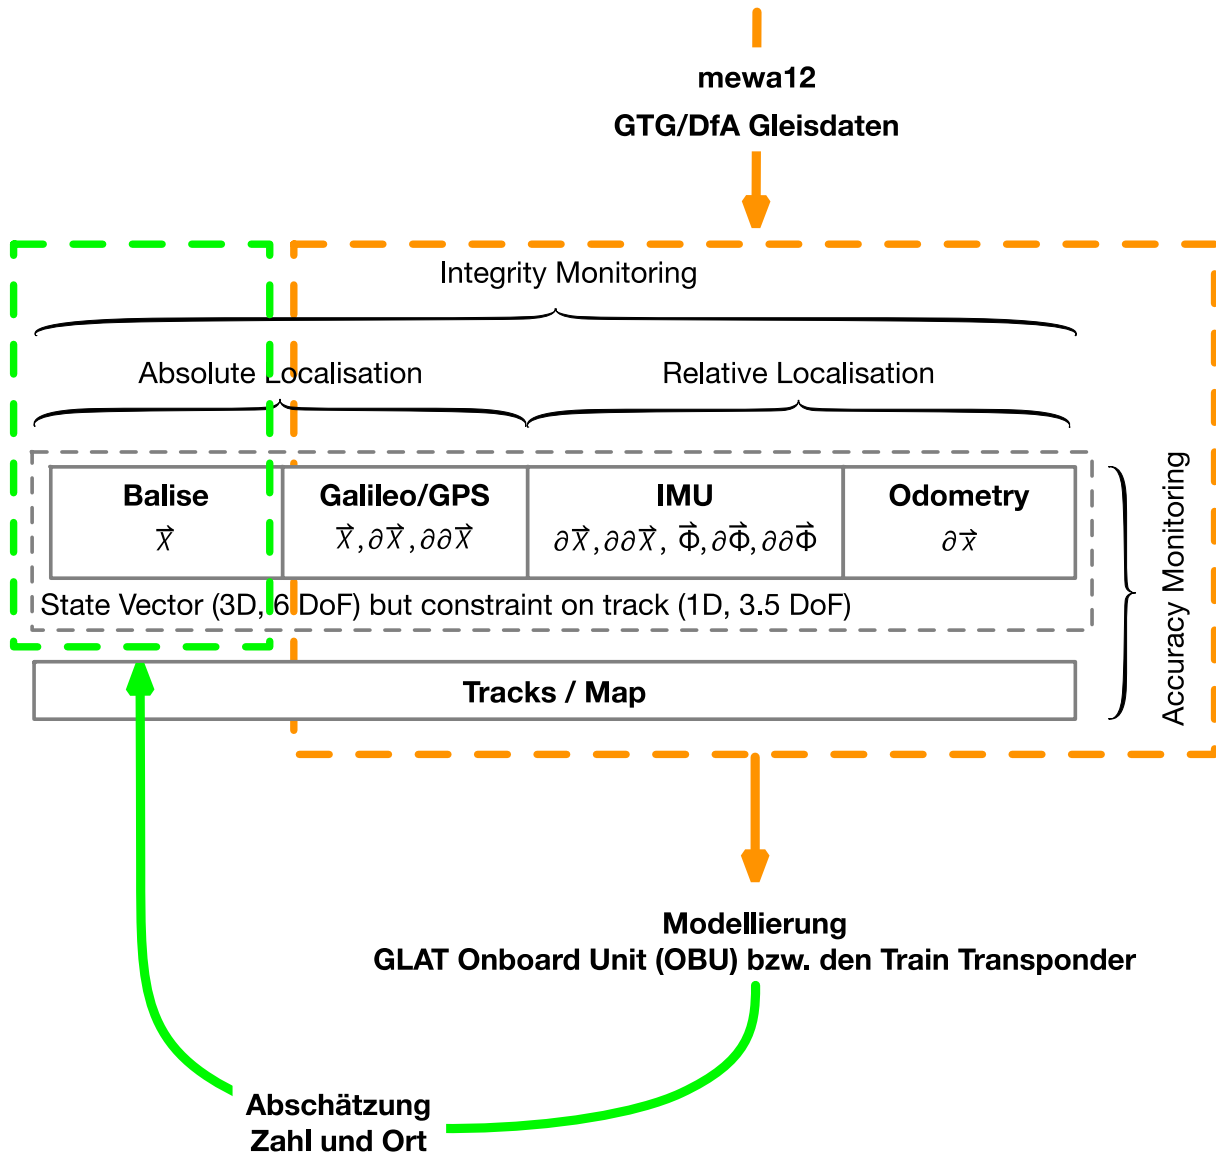 mewa12
GTG/DfA Gleisdaten
Integrity Monitoring
Absolute Localisation
Relative Localisation
Balise
Galileo/GPS
IMU
Odometry
x⃗
x⃗, ∂x⃗, ∂∂x⃗
∂x⃗, ∂∂x⃗, Φ⃗, ∂Φ⃗, ∂∂Φ⃗
∂x⃗
State Vector (3D, 6 DoF) but constraint on track (1D, 3.5 DoF)
Tracks / Map
Accuracy Monitoring
Modellierung
GLAT Onboard Unit (OBU) bzw. den Train Transponder
Abschätzung
Zahl und Ort